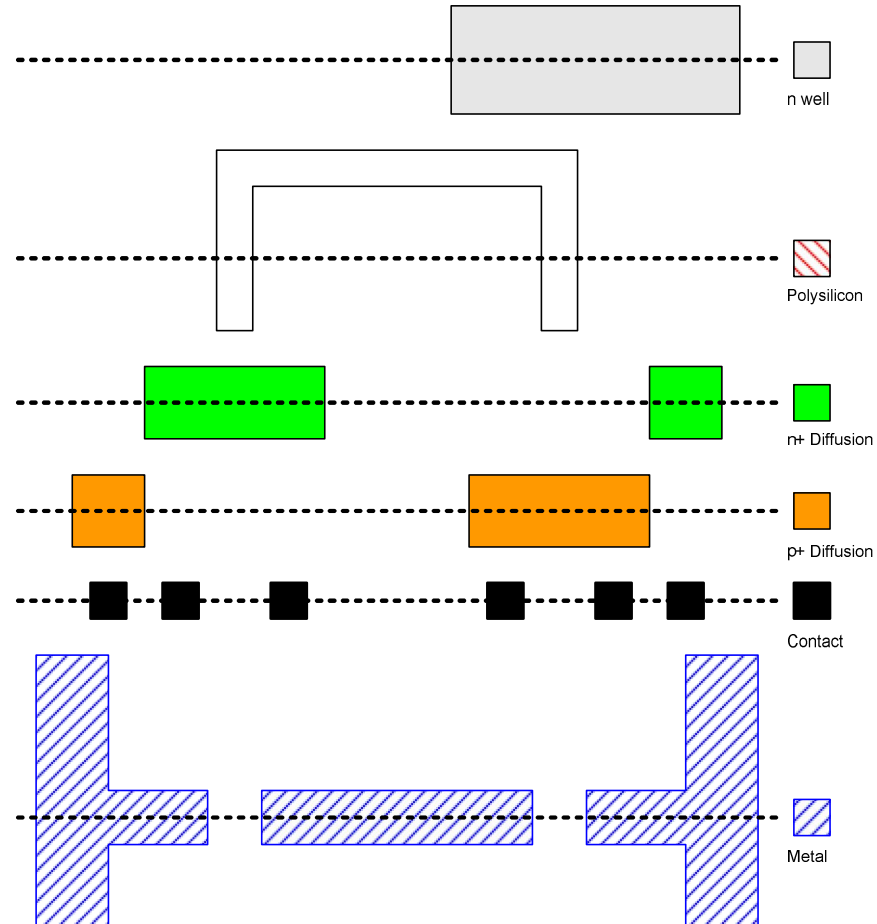 n well
Polysilicon
n+ Diffusion
p+ Diffusion
Contact
Metal